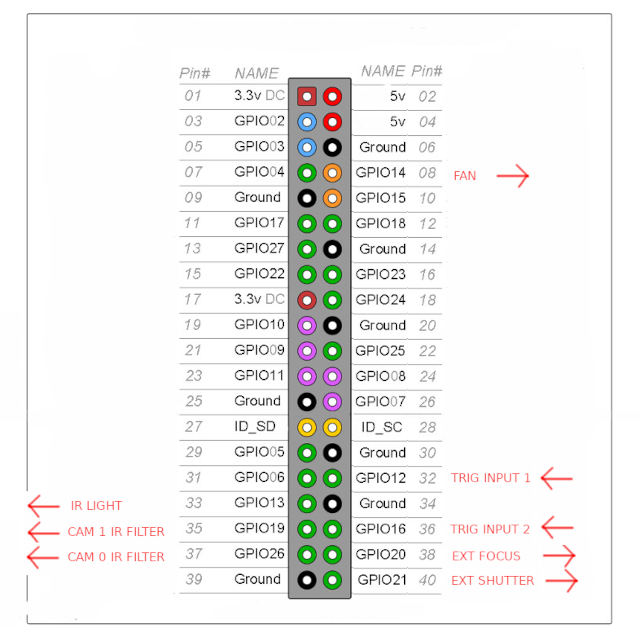 Pin# NAME NAME Pin#
01 3.3v DC 5v 02
03 GPIO02 5v 04
05 GPIO03 Ground 06
07 GPIO04 GPIO14 08 FAN
09 Ground GPIO15 10
11 GPIO17 GPIO18 12
13 GPIO27 Ground 14
15 GPIO22 GPIO23 16
17 3.3v DC GPIO24 18
19 GPIO10 Ground 20
21 GPIO09 GPIO25 22
23 GPIO11 GPIO08 24
25 Ground GPIO07 26
27 ID_SD ID_SC 28
29 GPIO05 Ground 30
31 GPIO06 GPIO12 32 TRIG INPUT 1
IR LIGHT 33 GPIO13 Ground 34
CAM 1 IR FILTER 35 GPIO19 GPIO16 36 TRIG INPUT 2
CAM 0 IR FILTER 37 GPIO26 GPIO20 38 EXT FOCUS
39 Ground GPIO21 40 EXT SHUTTER